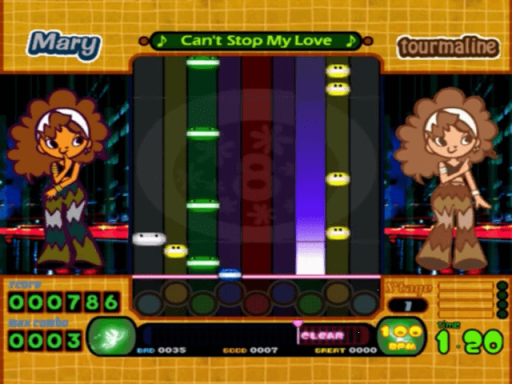 Mary
♪ Can't Stop My Love ♪
tourmaline
8
score
000786
max combo
0003
BAD 0035 GOOD 0007 GREAT 0000
CLEAR
100
BPM
Stage
1
Time
1:20